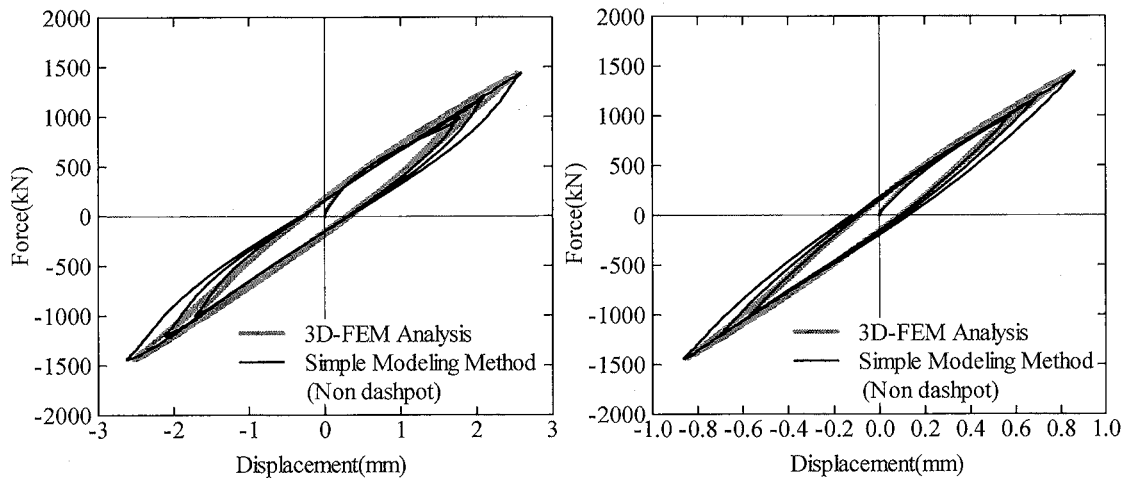 2000
1500
1000
500
0
-500
-1000
-1500
-2000
Force(kN)
3D-FEM Analysis
Simple Modeling Method
(Non dashpot)
-3 -2 -1 0 1 2 3
Displacement(mm)
2000
1500
1000
500
0
-500
-1000
-1500
-2000
Force(kN)
3D-FEM Analysis
Simple Modeling Method
(Non dashpot)
-1.0 -0.8 -0.6 -0.4 -0.2 0.0 0.2 0.4 0.6 0.8 1.0
Displacement(mm)